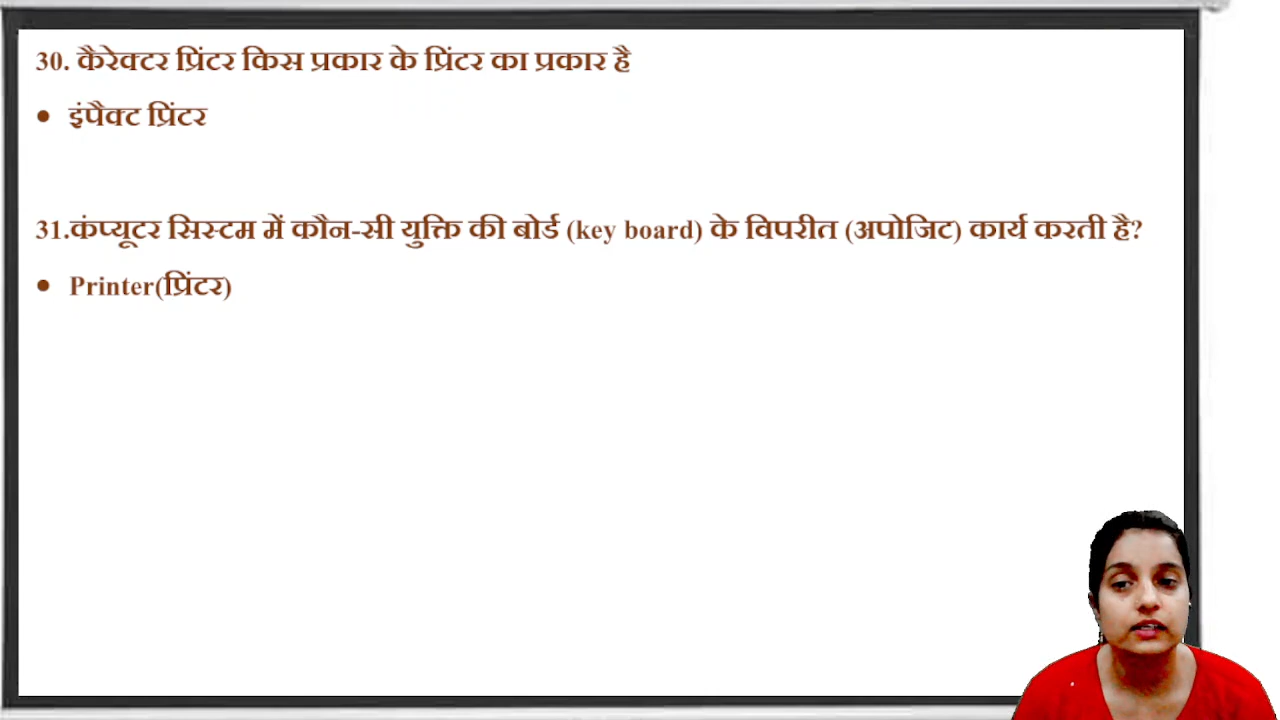 30. कैरेक्टर प्रिंटर किस प्रकार के प्रिंटर का प्रकार है
• इंपैक्ट प्रिंटर
31.कंप्यूटर सिस्टम में कौन-सी युक्ति की बोर्ड (key board) के विपरीत (अपोजिट) कार्य करती है?
• Printer(प्रिंटर)